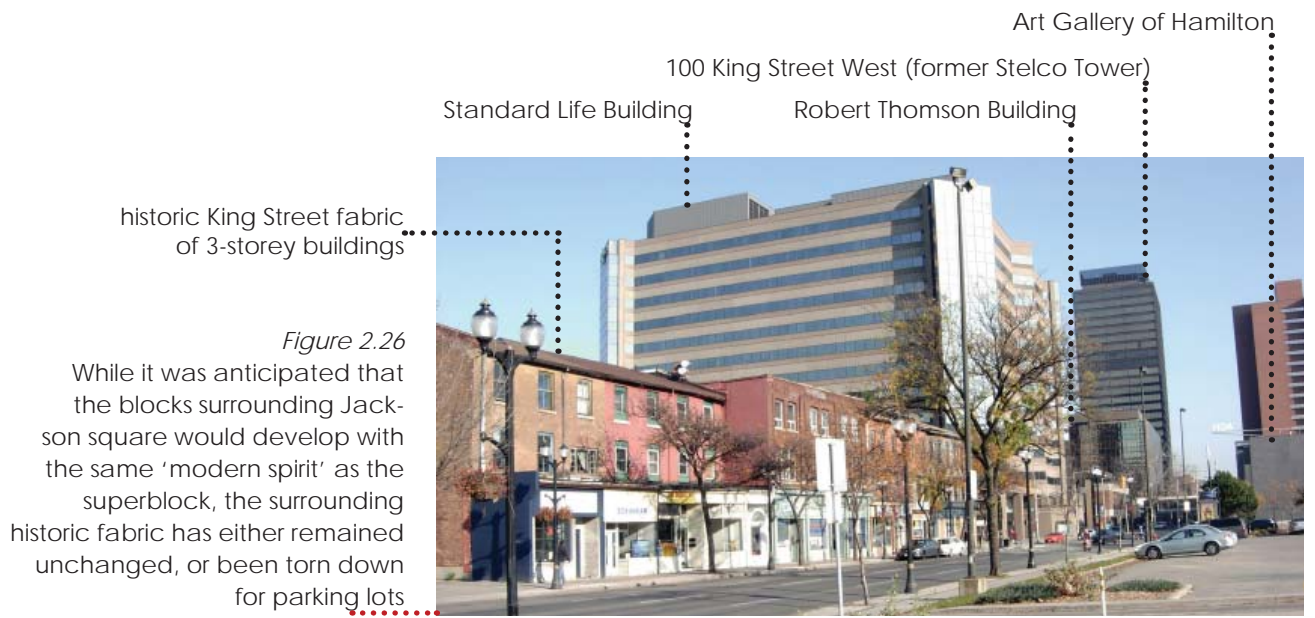 Art Gallery of Hamilton
100 King Street West (former Stelco Tower)
Standard Life Building
Robert Thomson Building
historic King Street fabric
of 3-storey buildings
Figure 2.26
While it was anticipated that
the blocks surrounding Jack-
son square would develop with
the same ‘modern spirit’ as the
superblock, the surrounding
historic fabric has either remained
unchanged, or been torn down
for parking lots